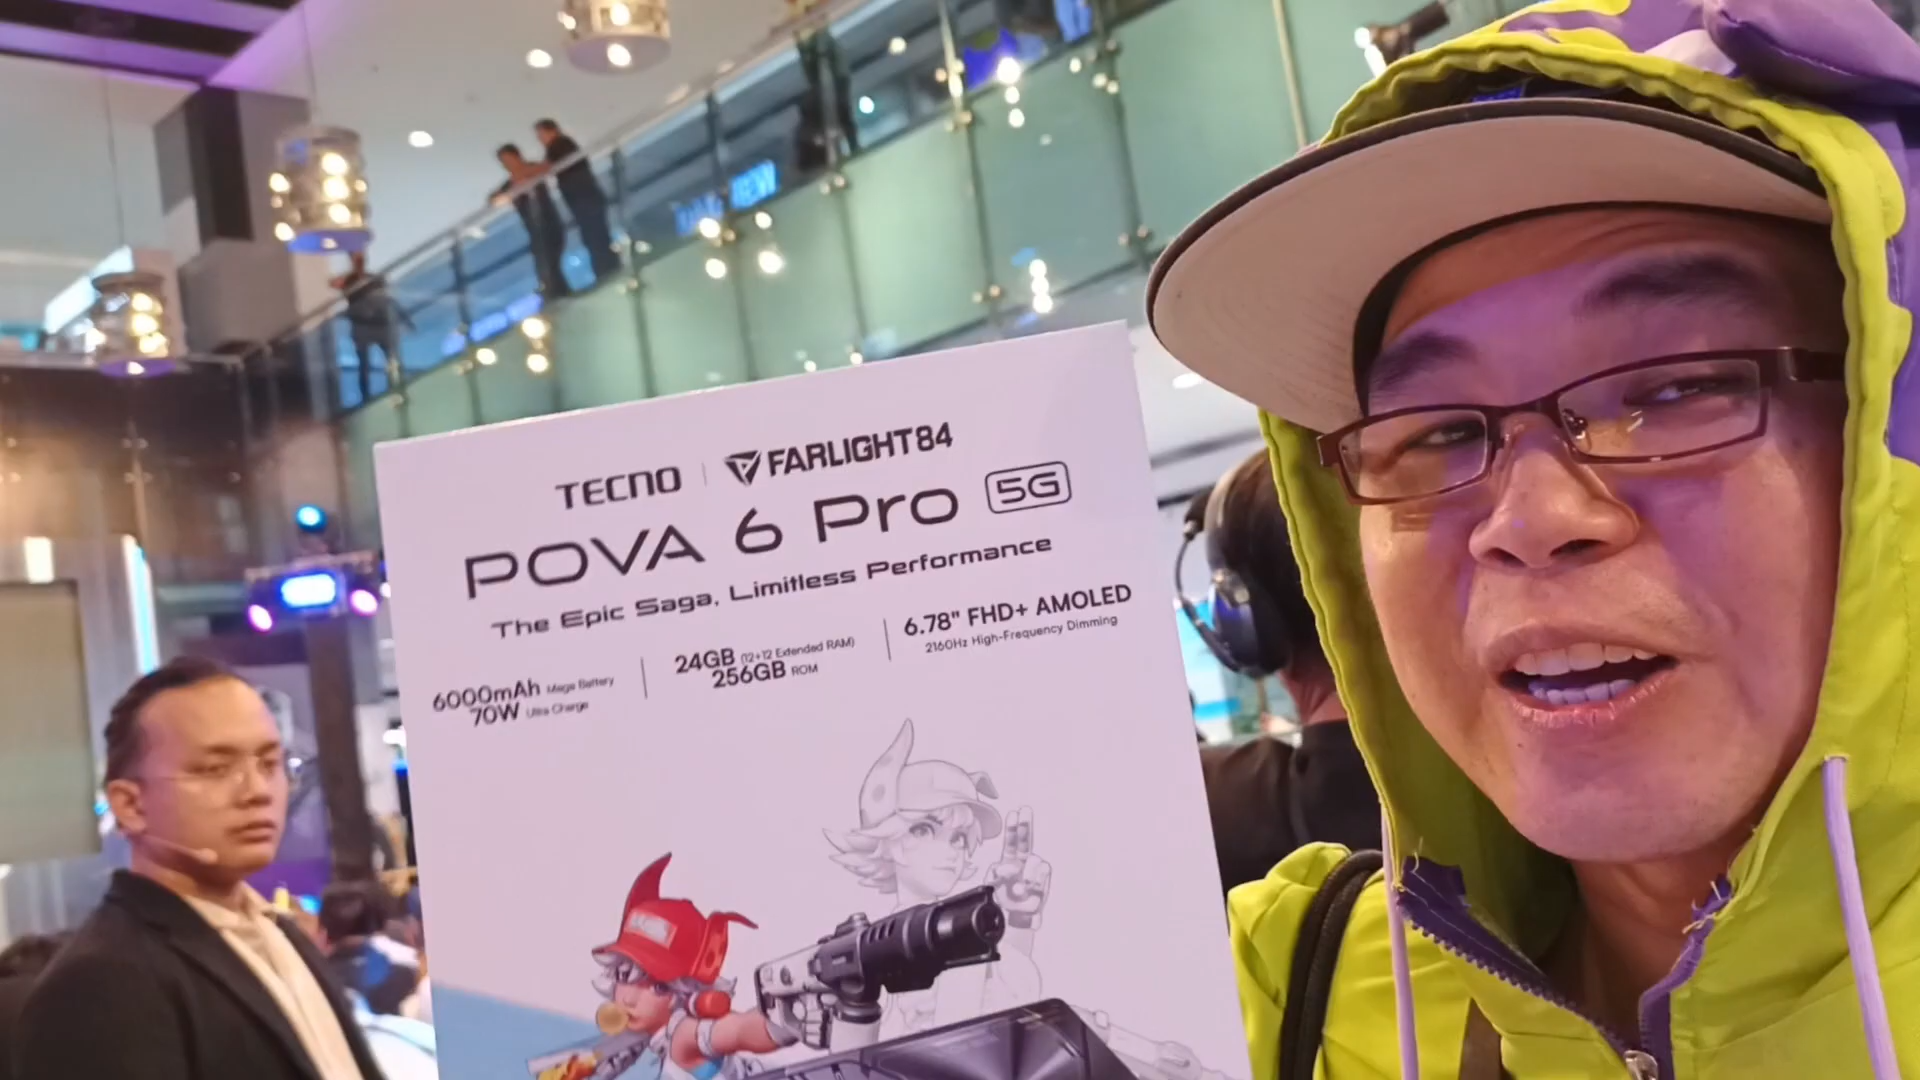 TECNO | FARLIGHT84
POVA 6 Pro 5G
The Epic Saga, Limitless Performance
6000mAh Mega Battery
70W Ultra Charge
24GB (12+12 Extended RAM)
256GB ROM
6.78" FHD+ AMOLED
2160Hz High-Frequency Dimming